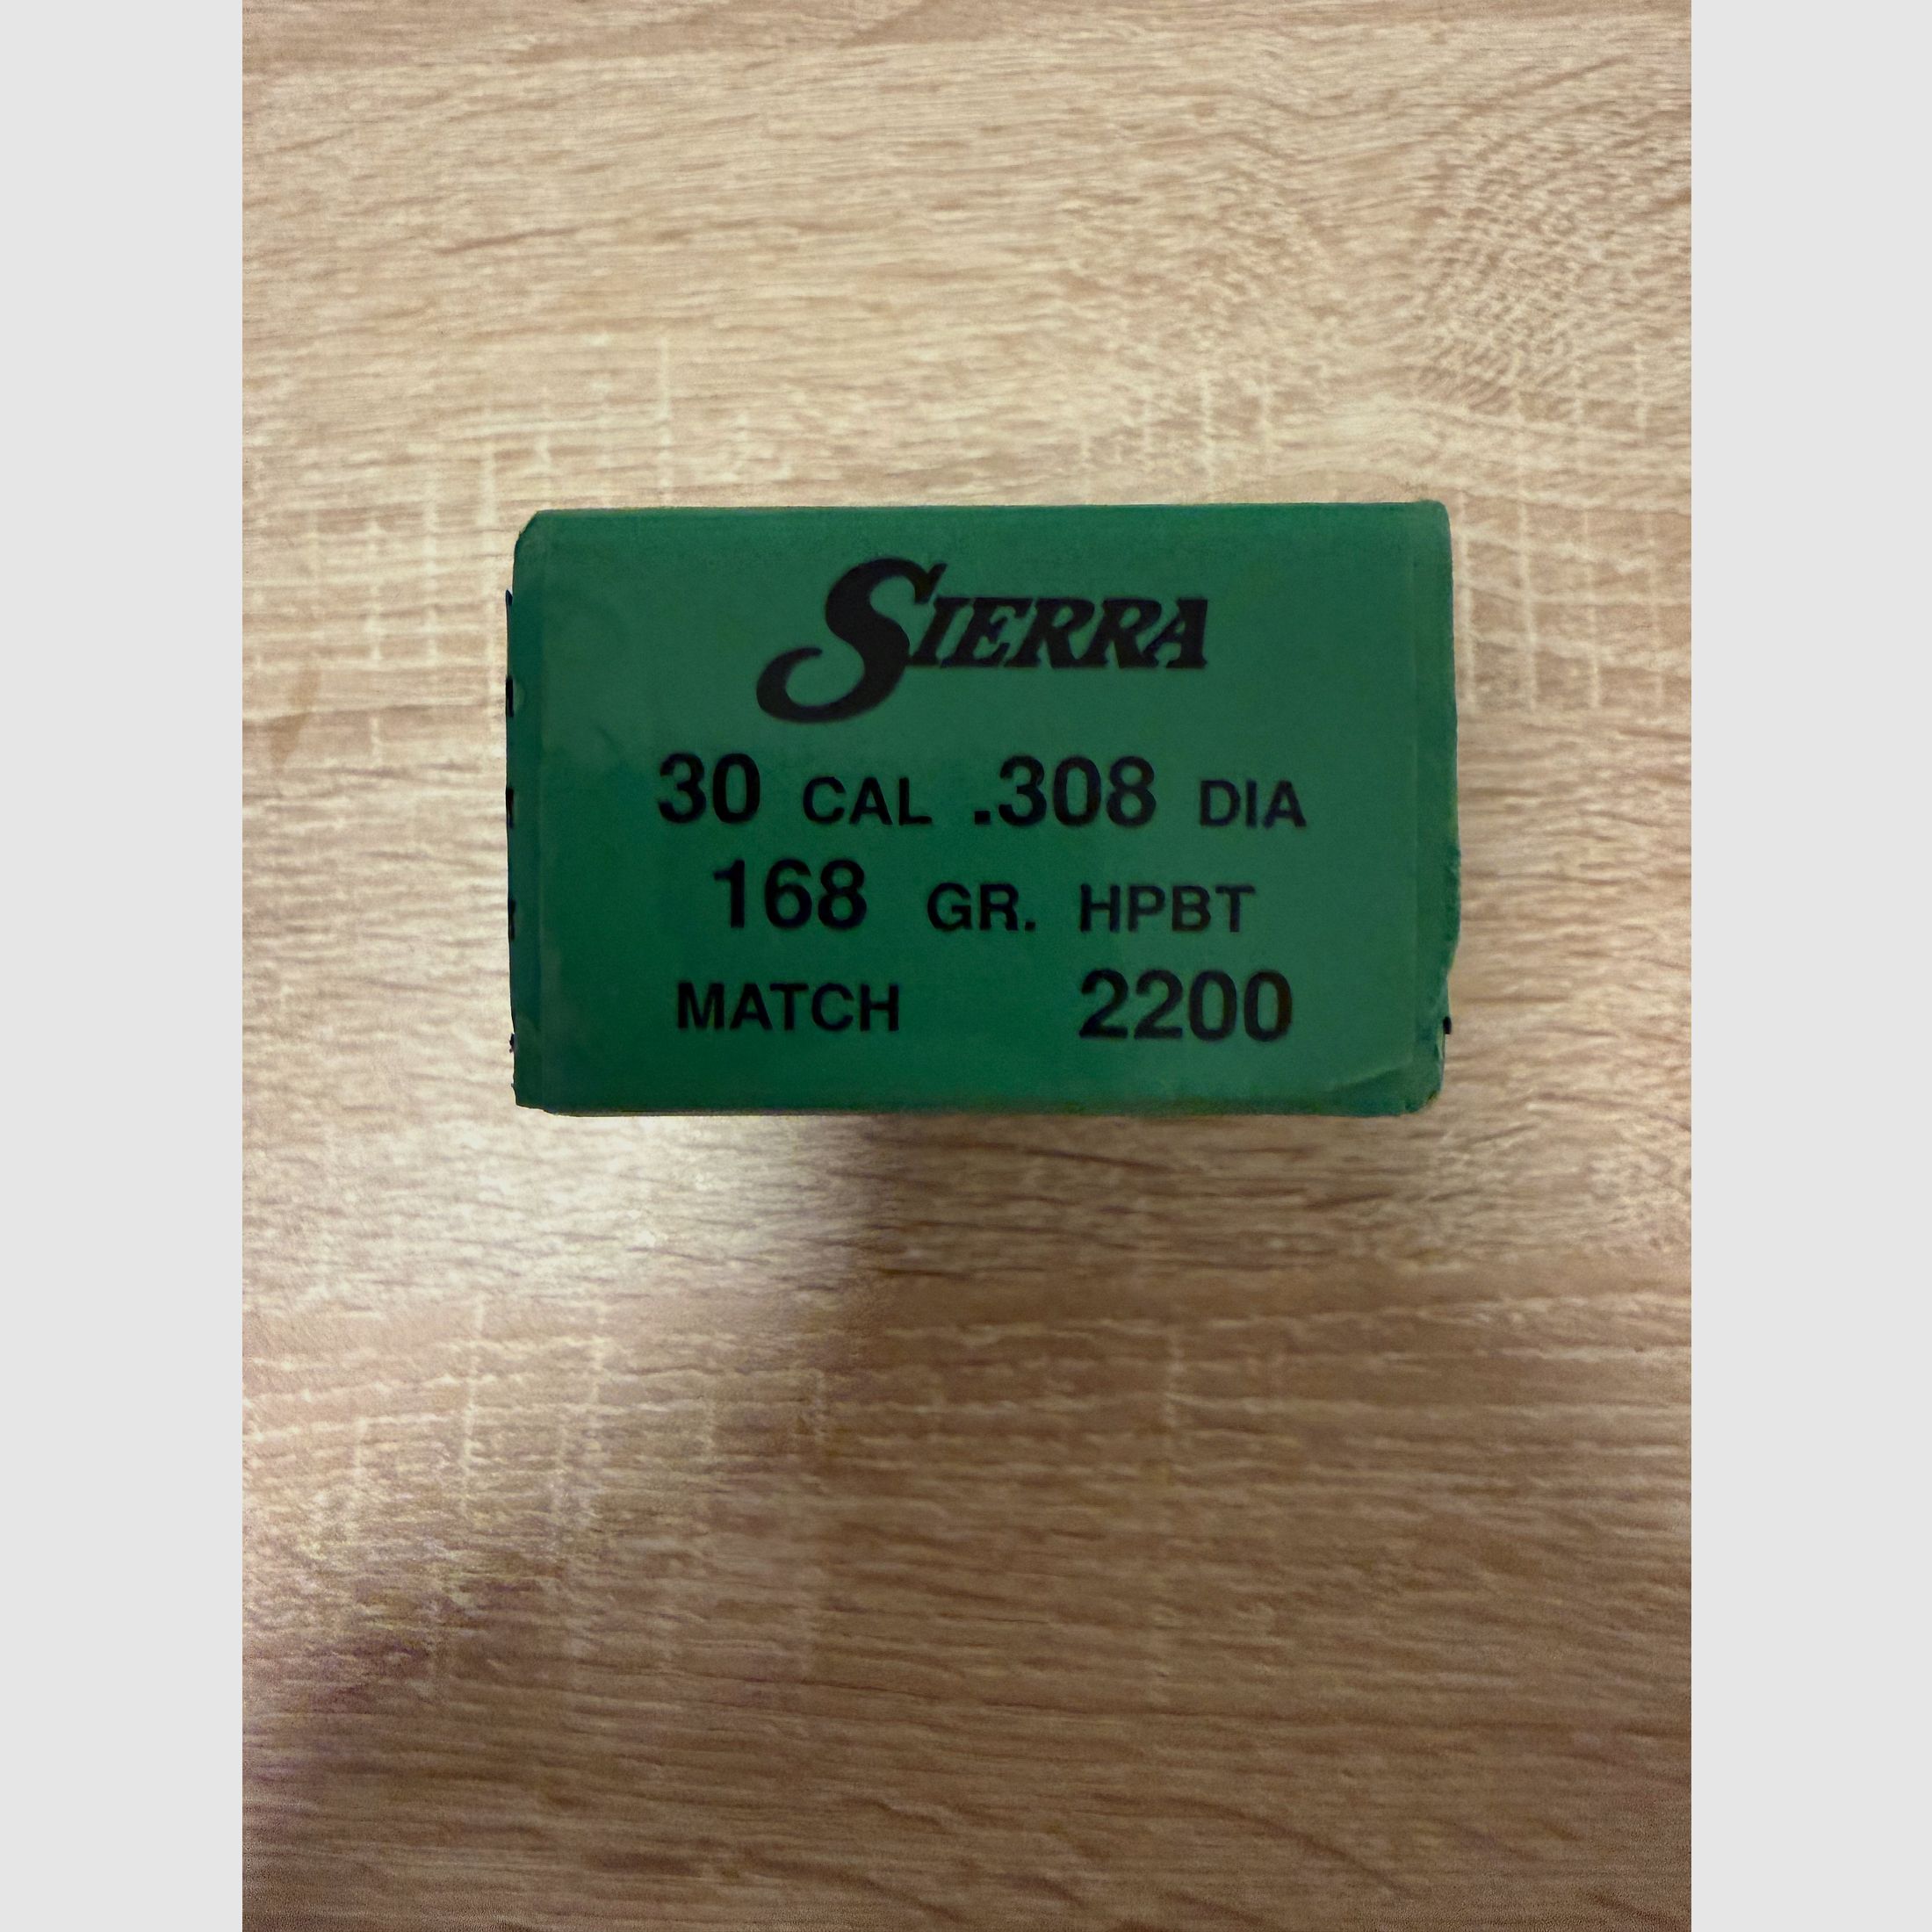 SIERRA
30 CAL .308 DIA
168 GR. HPBT
MATCH 2200